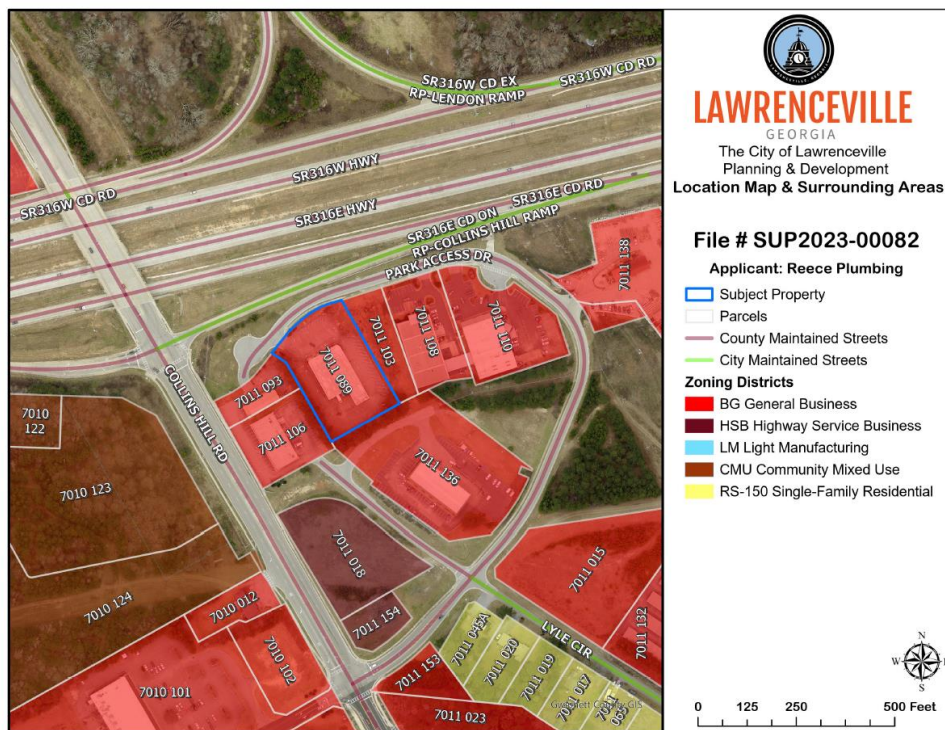 SR316W CD EX
RP-LENDON RAMP
SR316W CD RD
SR316W HWY
SR316W CD RD
SR316E HWY
SR316E CD RD
SR316E CD ON
RP-COLLINS HILL RAMP
PARK ACCESS DR
7011 138
7011 103
7011 108
7011 110
7011 089
7011 093
7011 106
COLLINS HILL RD
7010
122
7010 123
7011 136
7011 018
7011 015
7010 124
7010 012
7011 154
7011 132
7011 045A
7011 020
LYLE CIR
7010 102
7011 019
7010 101
7011 153
7011 017
7011
065
7011 023
Gwinnett County GIS
LAWRENCEVILLE, GEORGIA
LAWRENCEVILLE
GEORGIA
The City of Lawrenceville
Planning & Development
Location Map & Surrounding Areas
File # SUP2023-00082
Applicant: Reece Plumbing
Subject Property
Parcels
County Maintained Streets
City Maintained Streets
Zoning Districts
BG General Business
HSB Highway Service Business
LM Light Manufacturing
CMU Community Mixed Use
RS-150 Single-Family Residential
N
W E
S
0 125 250 500 Feet